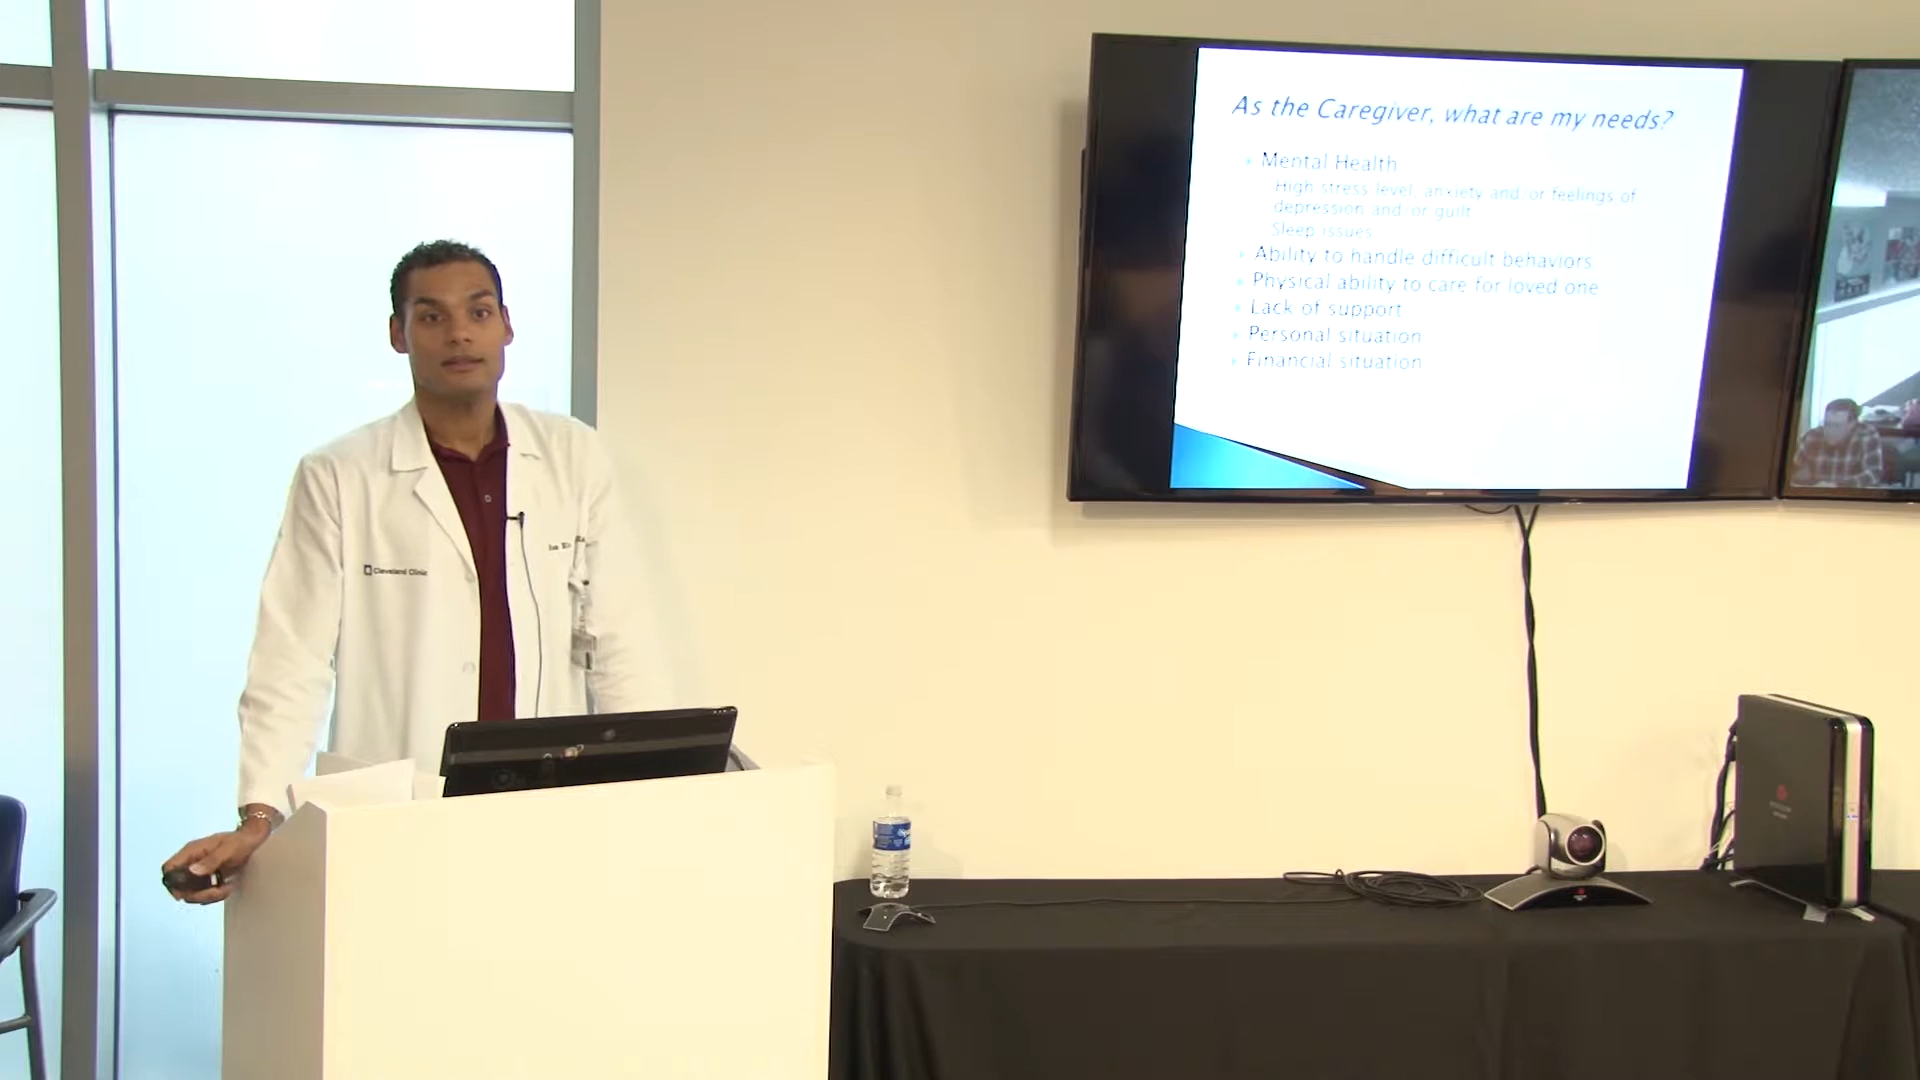 As the Caregiver, what are my needs?
Mental Health
High stress level, anxiety and/or feelings of
depression and/or guilt
Sleep issues
Ability to handle difficult behaviors
Physical ability to care for loved one
Lack of support
Personal situation
Financial situation
Cleveland Clinic